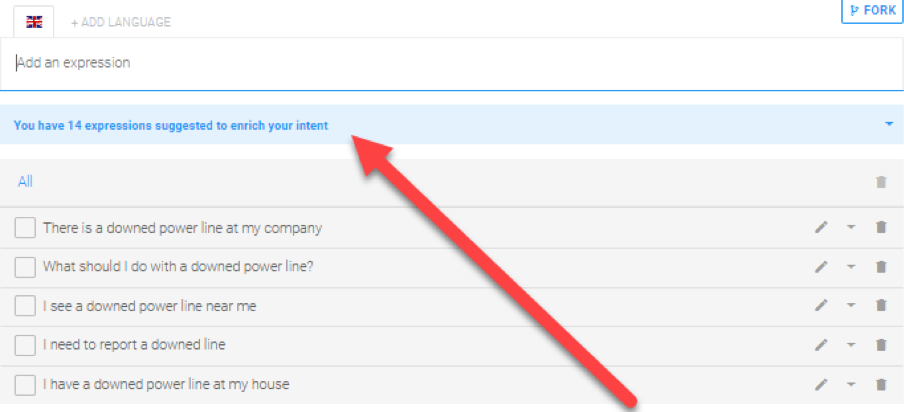 + ADD LANGUAGE
FORK
Add an expression
You have 14 expressions suggested to enrich your intent
All
There is a downed power line at my company
What should I do with a downed power line?
I see a downed power line near me
I need to report a downed line
I have a downed power line at my house